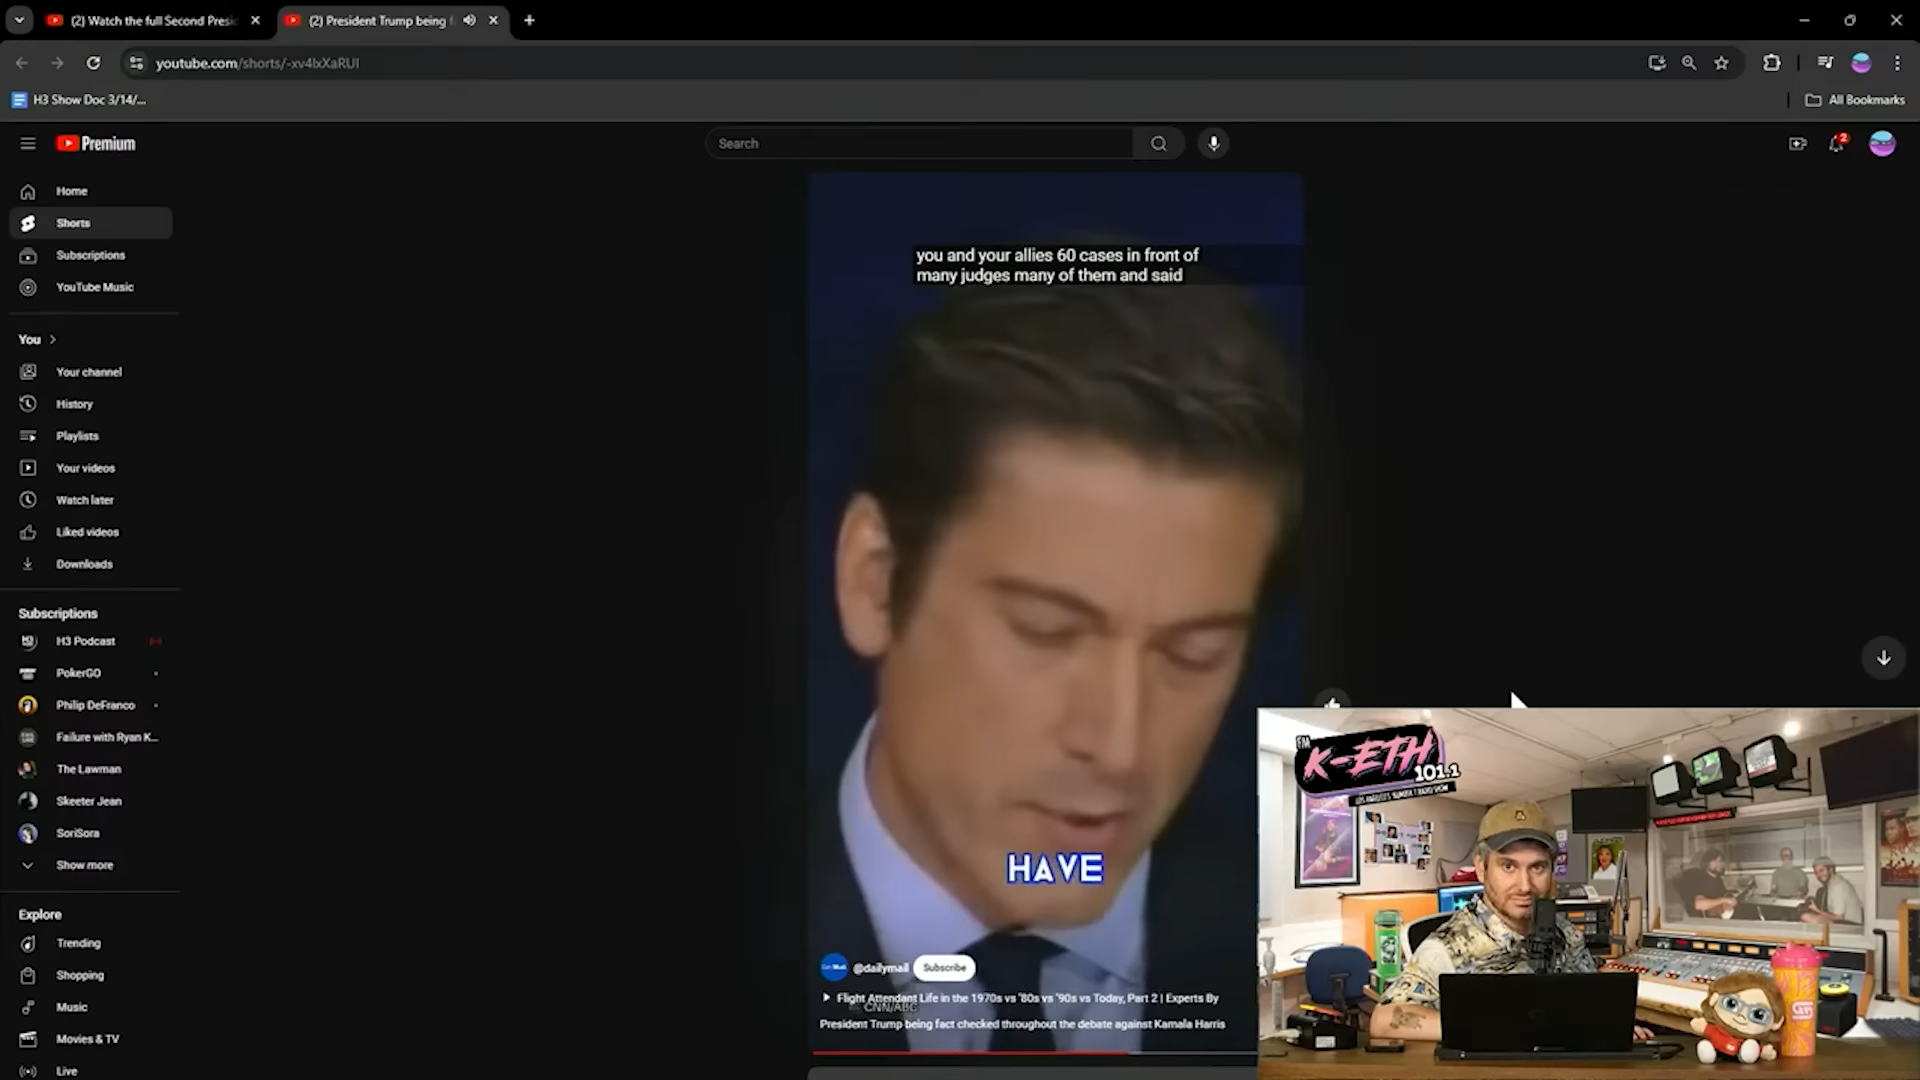 (2) Watch the full Second Presi
(2) President Trump being f
youtube.com/shorts/-xv4lxXaRUI
H3 Show Doc 3/14/...
All Bookmarks
Premium
Search
2
Home
Shorts
Subscriptions
YouTube Music
You
Your channel
History
Playlists
Your videos
Watch later
Liked videos
Downloads
Subscriptions
H3 Podcast
PokerGO
Philip DeFranco
Failure with Ryan K...
The Lawman
Skeeter Jean
SoriSora
Show more
Explore
Trending
Shopping
Music
Movies & TV
Live
you and your allies 60 cases in front of
many judges many of them and said
HAVE
@dailymail
Subscribe
Flight Attendant Life in the 1970s vs '80s vs '90s vs Today, Part 2 | Experts By
CNN/ABC
President Trump being fact checked throughout the debate against Kamala Harris
FM
K-ETH
101.1